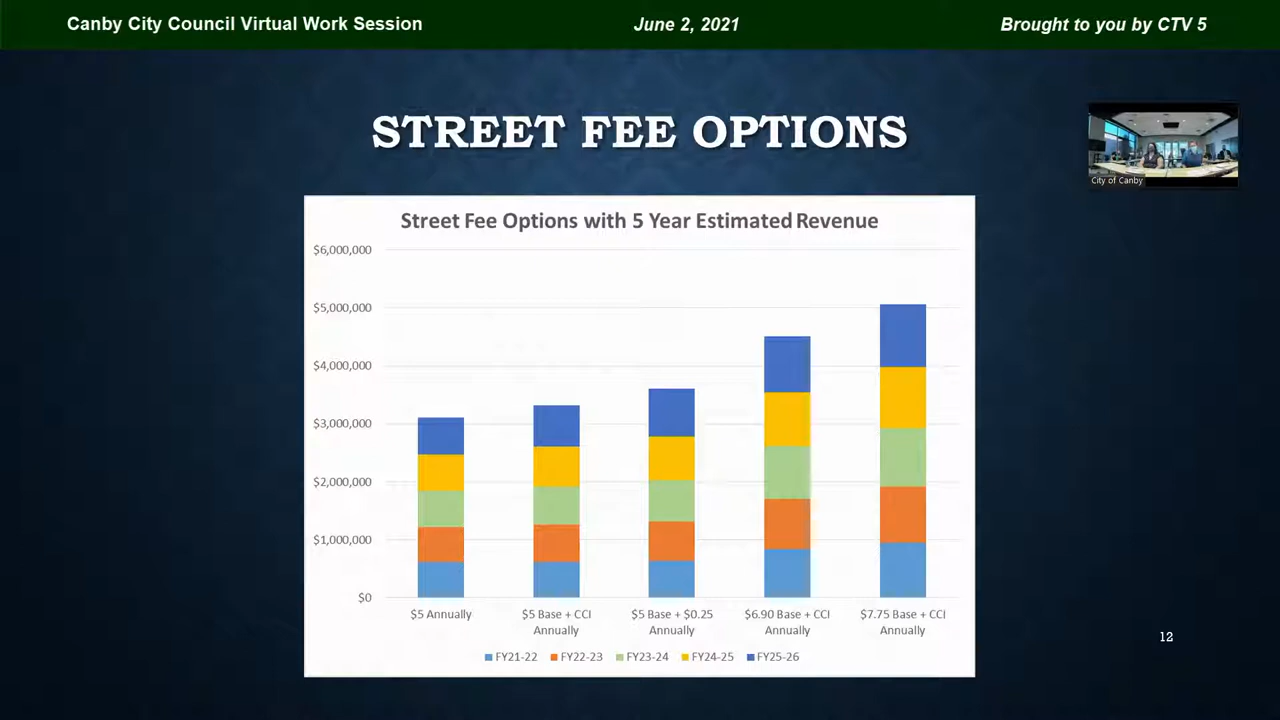 Canby City Council Virtual Work Session June 2, 2021 Brought to you by CTV 5
STREET FEE OPTIONS
City of Canby
Street Fee Options with 5 Year Estimated Revenue
$6,000,000
$5,000,000
$4,000,000
$3,000,000
$2,000,000
$1,000,000
$0
$5 Annually
$5 Base + CCI
Annually
$5 Base + $0.25
Annually
$6.90 Base + CCI
Annually
$7.75 Base + CCI
Annually
FY21-22 FY22-23 FY23-24 FY24-25 FY25-26
12